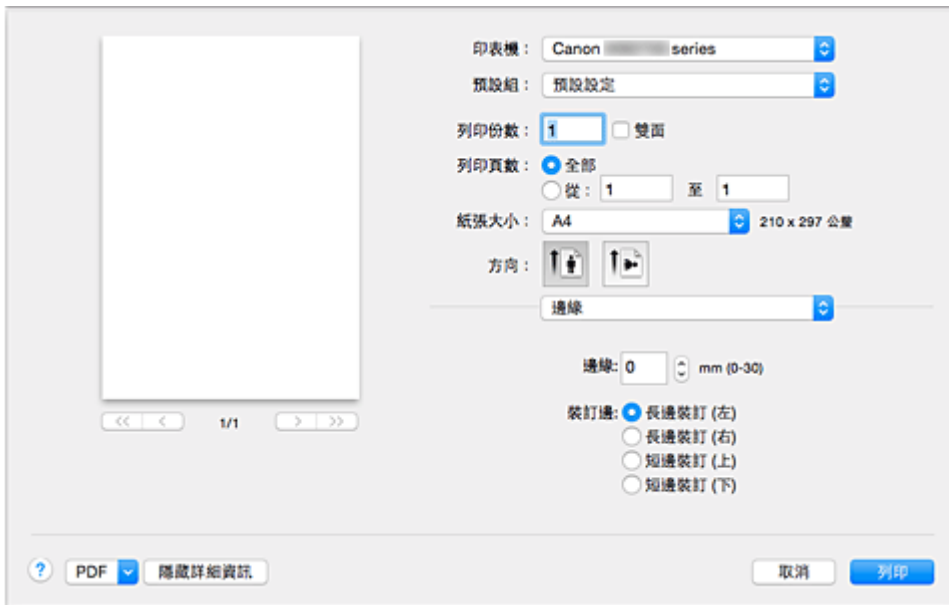 印表機： Canon series
預設組： 預設設定
列印份數： 1 雙面
列印頁數： 全部
從： 1 至 1
紙張大小： A4 210 x 297 公釐
方向：
邊緣
邊緣: 0 mm (0-30)
裝訂邊: 長邊裝訂 (左)
長邊裝訂 (右)
短邊裝訂 (上)
短邊裝訂 (下)
1/1
? PDF 隱藏詳細資訊 取消 列印